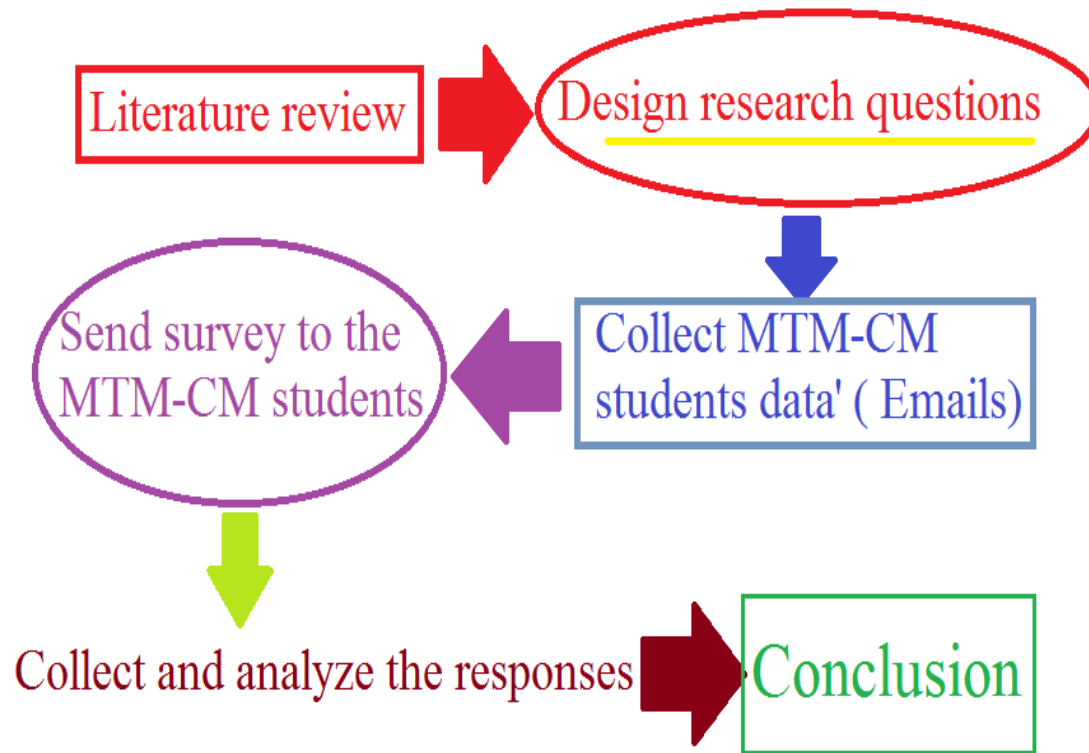 Literature review
Design research questions
Collect MTM-CM
students data' ( Emails)
Send survey to the
MTM-CM students
Collect and analyze the responses
Conclusion